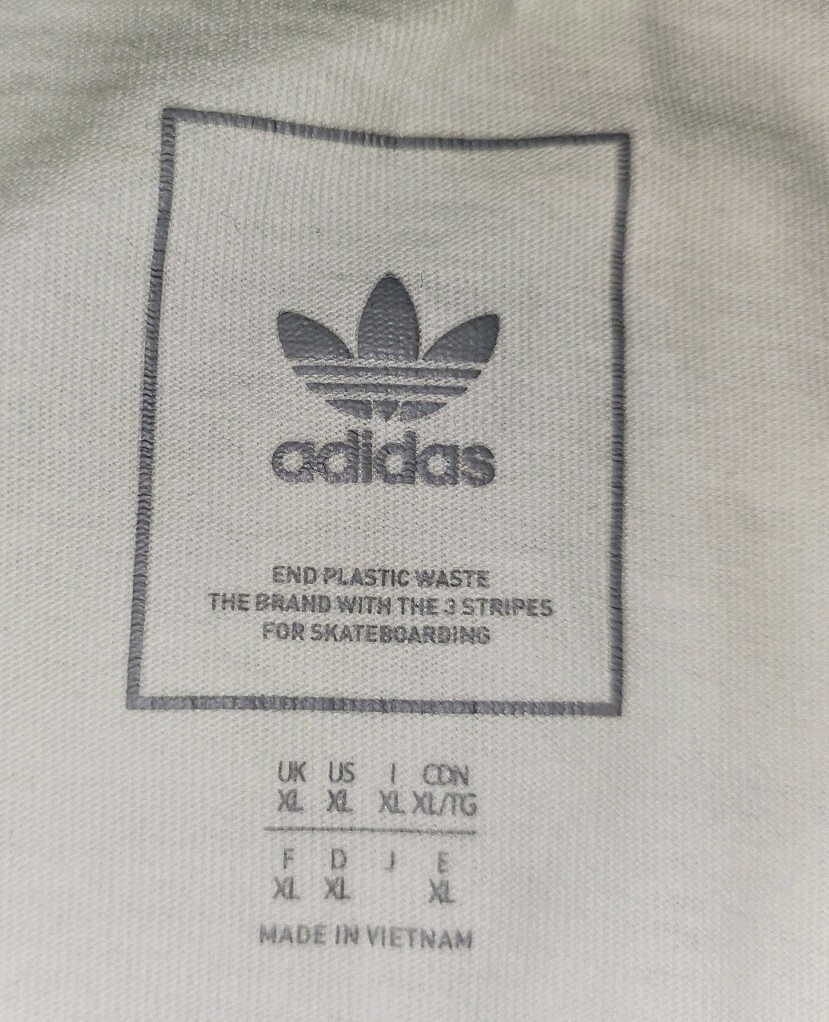 adidas
END PLASTIC WASTE
THE BRAND WITH THE 3 STRIPES
FOR SKATEBOARDING
UK US I CDN
XL XL XL XL/TG
F D J E
XL XL XL
MADE IN VIETNAM